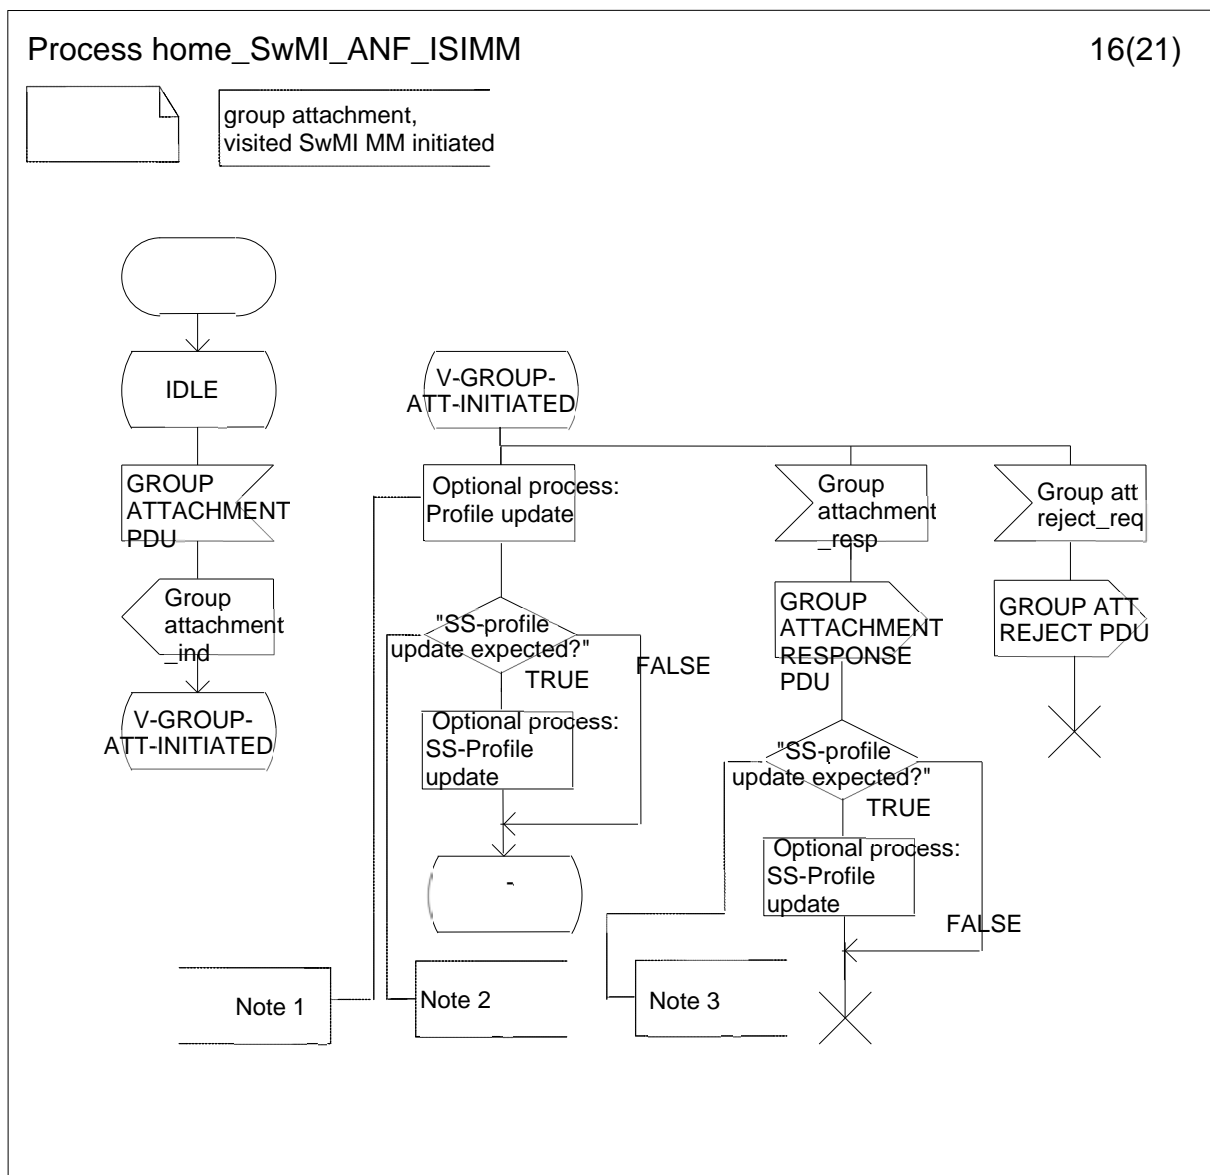 Process home_SwMI_ANF_ISIMM
16(21)
group attachment,
visited SwMI MM initiated
IDLE
GROUP
ATTACHMENT
PDU
Group
attachment
_ind
V-GROUP-
ATT-INITIATED
V-GROUP-
ATT-INITIATED
Optional process:
Profile update
"SS-profile
update expected?"
TRUE
FALSE
Optional process:
SS-Profile
update
-
Group
attachment
_resp
GROUP
ATTACHMENT
RESPONSE
PDU
"SS-profile
update expected?"
TRUE
Optional process:
SS-Profile
update
FALSE
Group att
reject_req
GROUP ATT
REJECT PDU
Note 1
Note 2
Note 3